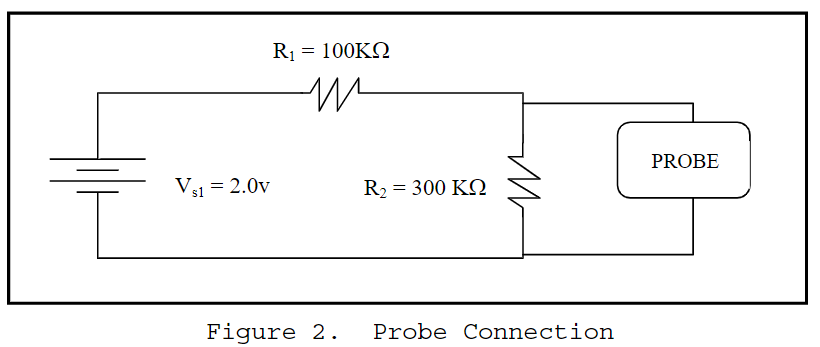 R₁ = 100KΩ
PROBE
Vₛ₁ = 2.0v
R₂ = 300 KΩ
Figure 2. Probe Connection